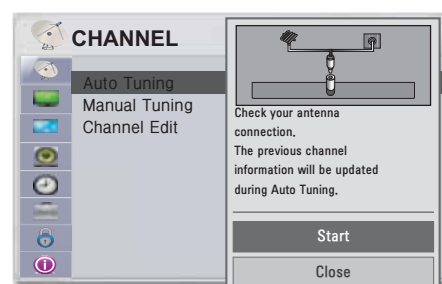 CHANNEL
Auto Tuning
Manual Tuning
Channel Edit
Check your antenna
connection.
The previous channel
information will be updated
during Auto Tuning.
Start
Close